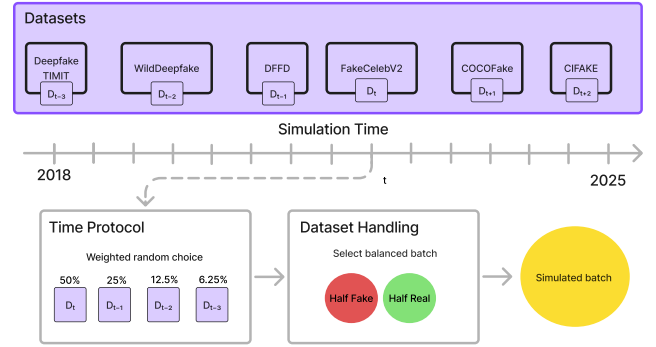 Datasets
Deepfake
TIMIT
WildDeepfake
DFFD
FakeCelebV2
COCOFake
CIFAKE
Dt−3
Dt−2
Dt−1
Dt
Dt+1
Dt+2
Simulation Time
2018
t
2025
Time Protocol
Weighted random choice
50%
25%
12.5%
6.25%
Dt
Dt−1
Dt−2
Dt−3
Dataset Handling
Select balanced batch
Half Fake
Half Real
Simulated batch